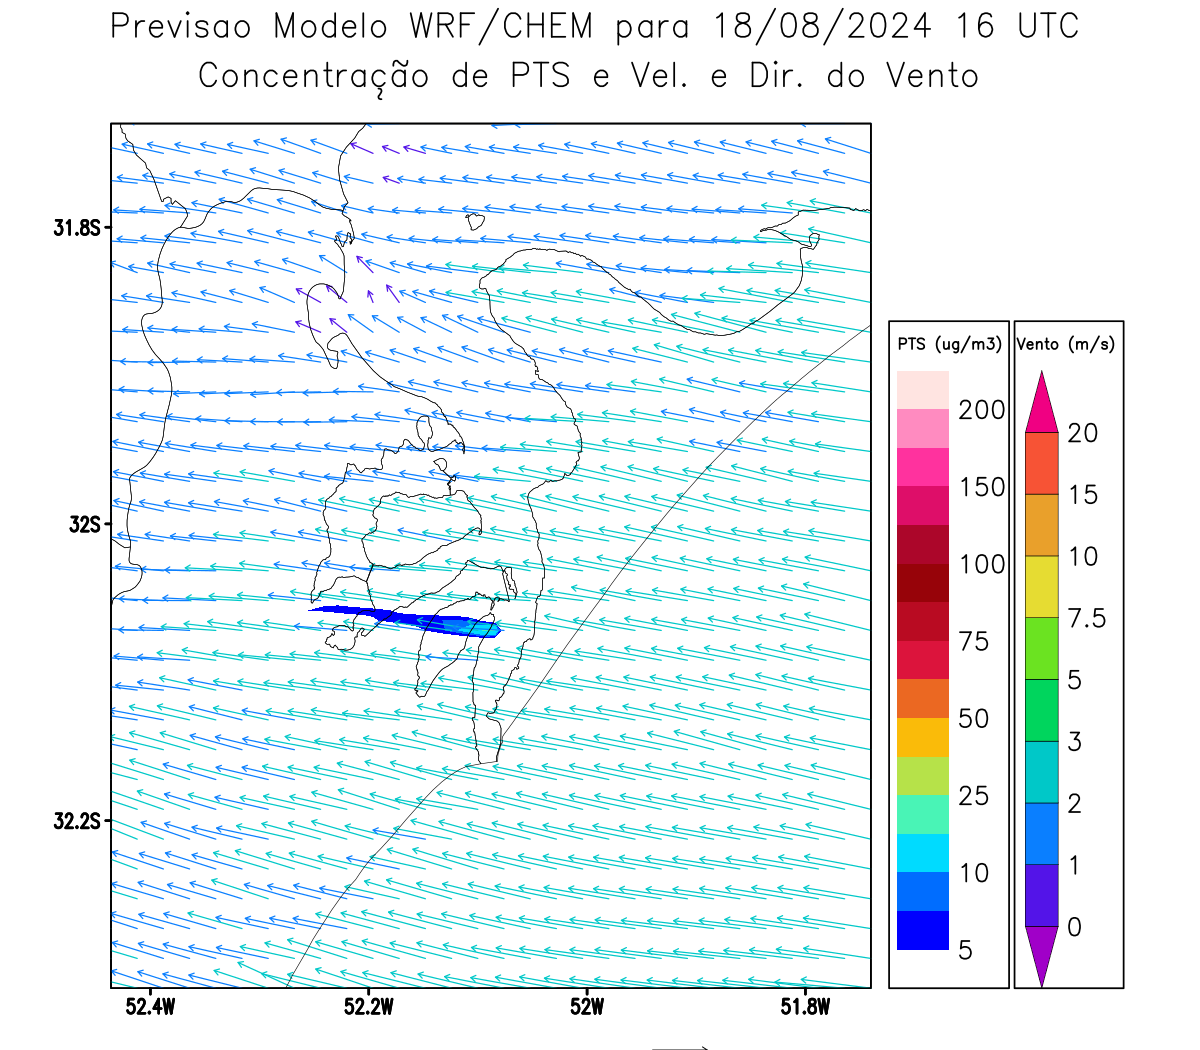 Previsao Modelo WRF/CHEM para 18/08/2024 16 UTC
Concentração de PTS e Vel. e Dir. do Vento
31.8S
32S
32.2S
52.4W
52.2W
52W
51.8W
PTS (ug/m3)
200
150
100
75
50
25
10
5
Vento (m/s)
20
15
10
7.5
5
3
2
1
0